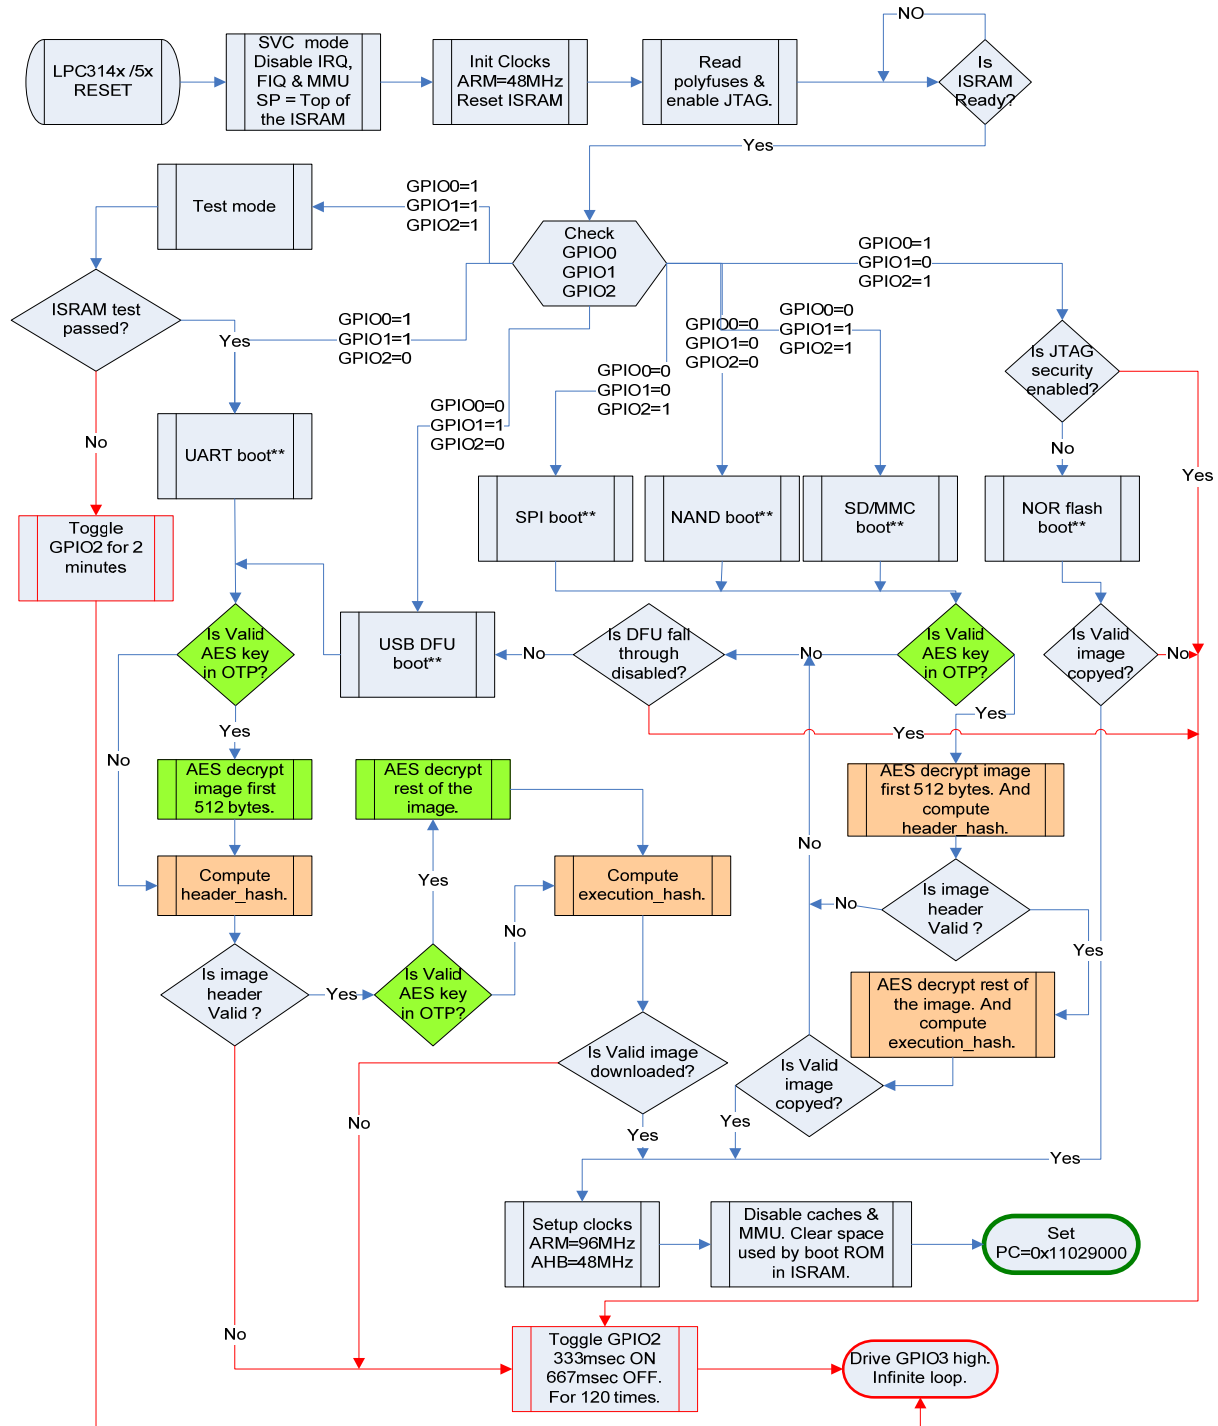 LPC314x /5x
RESET
SVC mode
Disable IRQ,
FIQ & MMU
SP = Top of
the ISRAM
Init Clocks
ARM=48MHz
Reset ISRAM
Read
polyfuses &
enable JTAG.
NO
Is
ISRAM
Ready?
Yes
Test mode
GPIO0=1
GPIO1=1
GPIO2=1
Check
GPIO0
GPIO1
GPIO2
GPIO0=1
GPIO1=0
GPIO2=1
ISRAM test
passed?
Yes
GPIO0=1
GPIO1=1
GPIO2=0
GPIO0=0
GPIO1=0
GPIO2=0
GPIO0=0
GPIO1=1
GPIO2=1
GPIO0=0
GPIO1=0
GPIO2=1
GPIO0=0
GPIO1=1
GPIO2=0
Is JTAG
security
enabled?
No
No
Yes
UART boot**
SPI boot**
NAND boot**
SD/MMC
boot**
NOR flash
boot**
Toggle
GPIO2 for 2
minutes
Is Valid
AES key
in OTP?
USB DFU
boot**
No
Is DFU fall
through
disabled?
No
Is Valid
AES key
in OTP?
Is Valid
image
copyed?
No
Yes
Yes
Yes
No
AES decrypt
image first
512 bytes.
AES decrypt
rest of the
image.
AES decrypt image
first 512 bytes. And
compute
header_hash.
No
Compute
header_hash.
Yes
Compute
execution_hash.
No
Is image
header
Valid ?
No
Yes
Is image
header
Valid ?
Yes
Is Valid
AES key
in OTP?
AES decrypt rest of
the image. And
compute
execution_hash.
Is Valid image
downloaded?
Is Valid
image
copyed?
No
Yes
Yes
Yes
Setup clocks
ARM=96MHz
AHB=48MHz
Disable caches &
MMU. Clear space
used by boot ROM
in ISRAM.
Set
PC=0x11029000
No
Toggle GPIO2
333msec ON
667msec OFF.
For 120 times.
Drive GPIO3 high.
Infinite loop.